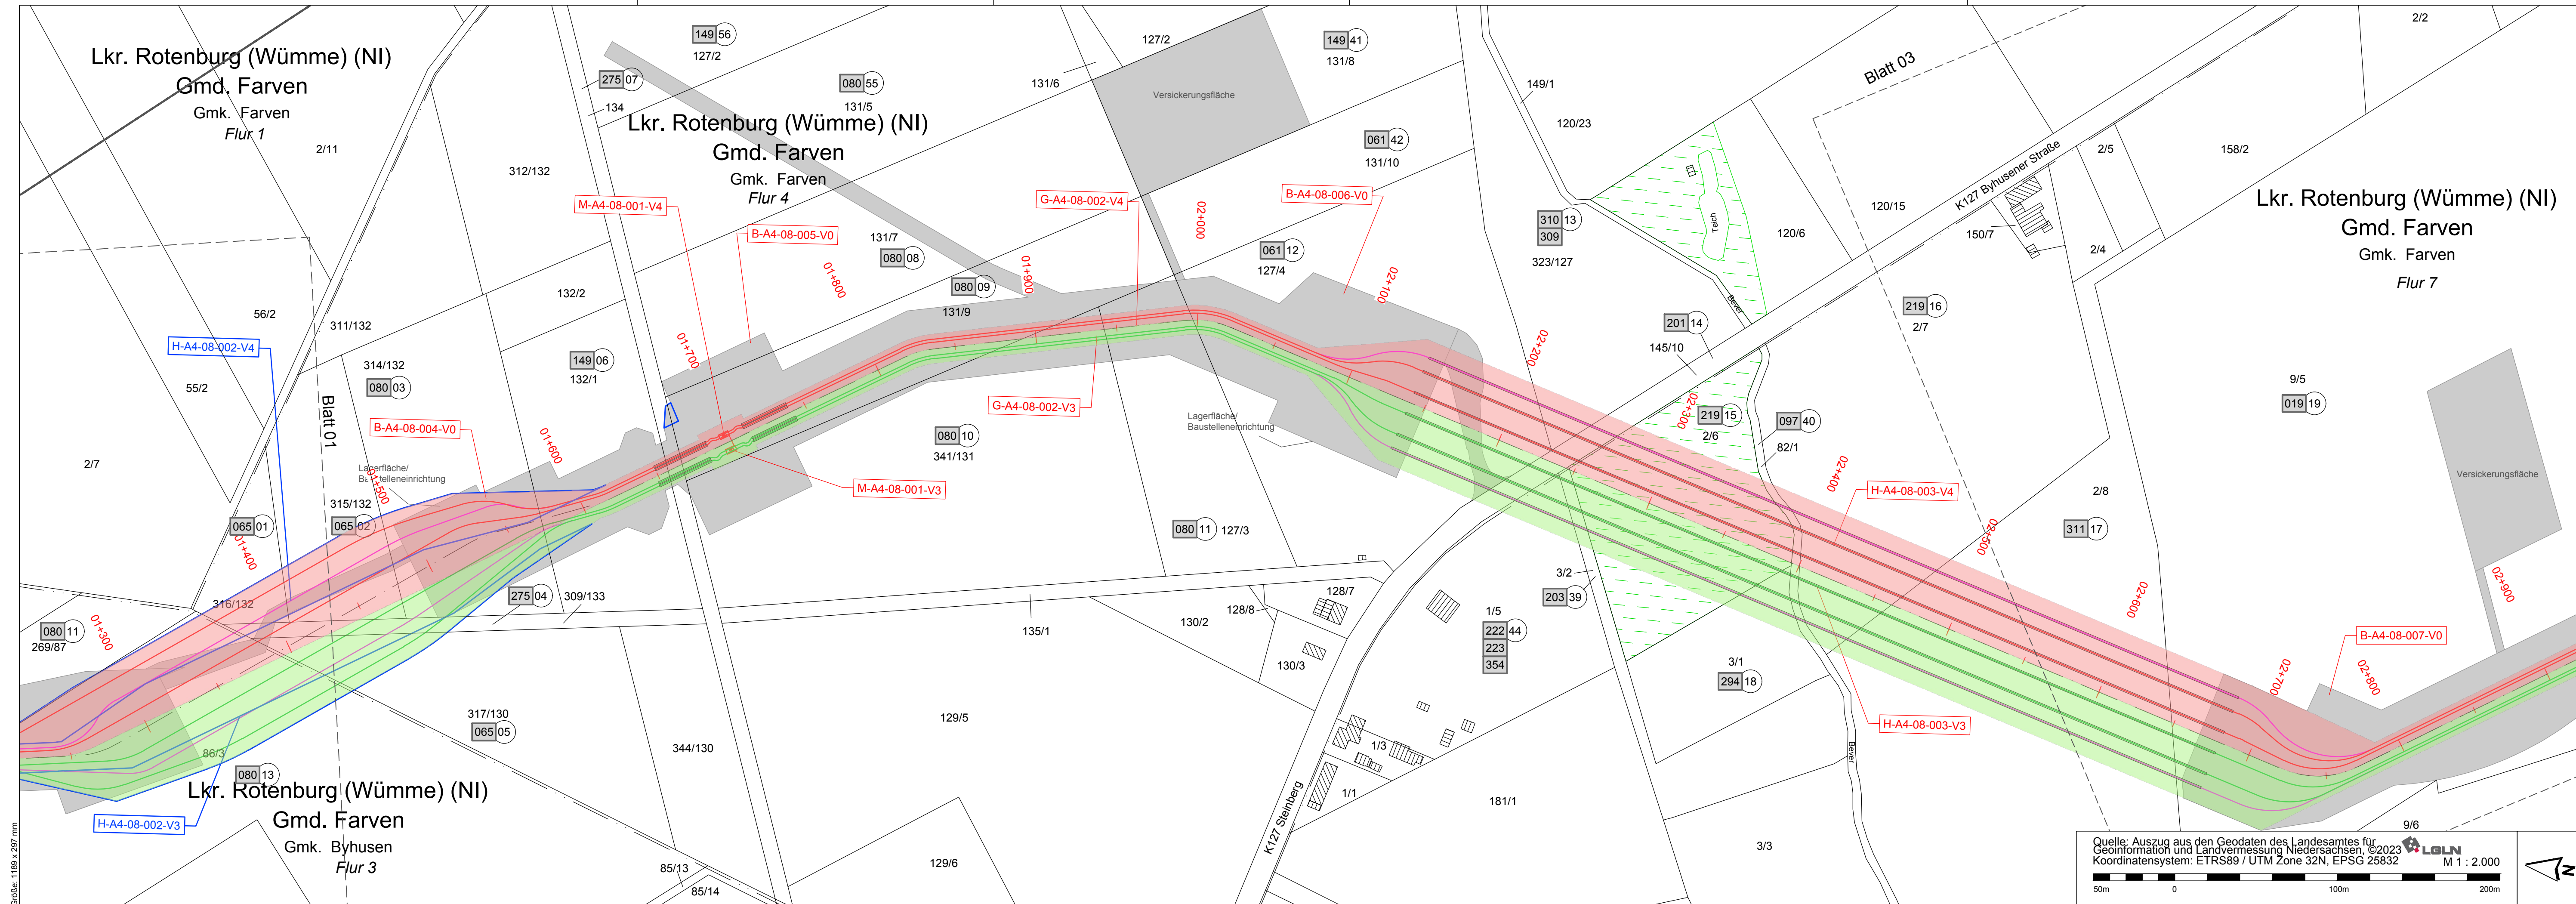 Lkr. Rotenburg (Wümme) (NI)
Gmd. Farven
Gmk. Farven
Flur 1
2/11
312/132
149 56
127/2
275 07
134
080 55
131/5
Lkr. Rotenburg (Wümme) (NI)
Gmd. Farven
Gmk. Farven
Flur 4
131/6
127/2
Versickerungsfläche
149 41
131/8
061 42
131/10
149/1
120/23
Blatt 03
2/2
2/5
158/2
K127 Byhusener Straße
120/15
150/7
2/4
120/6
Teich
Bever
Lkr. Rotenburg (Wümme) (NI)
Gmd. Farven
Gmk. Farven
Flur 7
M-A4-08-001-V4
B-A4-08-005-V0
G-A4-08-002-V4
B-A4-08-006-V0
131/7
080 08
080 09
131/9
061 12
127/4
310 13
309
323/127
201 14
145/10
219 16
2/7
01+700
01+800
01+900
02+000
02+100
02+200
132/2
56/2
311/132
H-A4-08-002-V4
55/2
314/132
080 03
149 06
132/1
Blatt 01
B-A4-08-004-V0
Lagerfläche/
Baustelleneinrichtung
01+500
01+600
315/132
065 02
065 01
01+400
2/7
080 10
341/131
G-A4-08-002-V3
M-A4-08-001-V3
Lagerfläche/
Baustelleneinrichtung
080 11
127/3
02+300
219 15
2/6
097 40
82/1
02+400
H-A4-08-003-V4
02+500
2/8
311 17
9/5
019 19
Versickerungsfläche
02+900
02+600
B-A4-08-007-V0
02+700
02+800
316/132
275 04
309/133
080 11
269/87
01+300
135/1
130/2
128/8
128/7
130/3
3/2
203 39
1/5
222 44
223
354
3/1
294 18
H-A4-08-003-V3
Bever
317/130
065 05
344/130
129/5
86/3
080 13
Lkr. Rotenburg (Wümme) (NI)
Gmd. Farven
Gmk. Byhusen
Flur 3
H-A4-08-002-V3
85/13
85/14
129/6
K127 Steinberg
1/3
1/1
181/1
3/3
9/6
Größe: 1189 x 297 mm
Quelle: Auszug aus den Geodaten des Landesamtes für
Geoinformation und Landvermessung Niedersachsen, ©2023
LGLN
Koordinatensystem: ETRS89 / UTM Zone 32N, EPSG 25832
M 1 : 2.000
50m 0 100m 200m
N